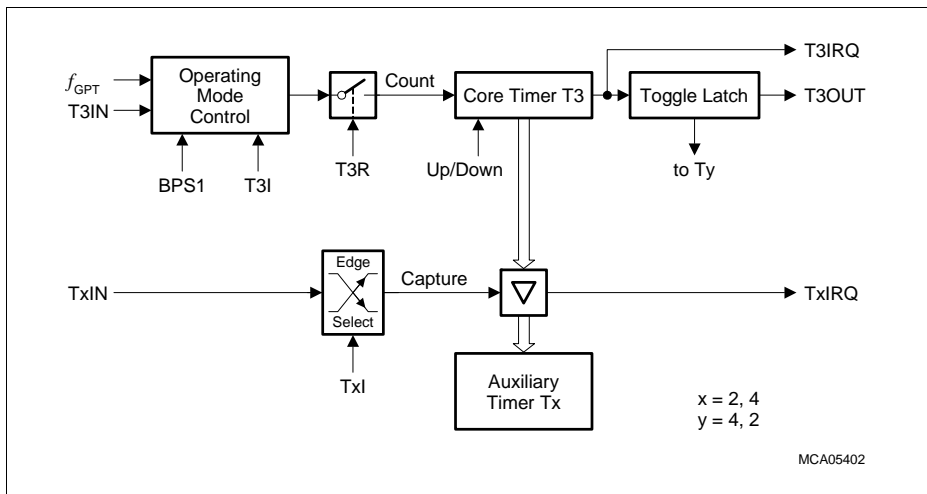 T3IRQ
fGPT
T3IN
Operating
Mode
Control
Count
Core Timer T3
Toggle Latch
T3OUT
BPS1
T3I
T3R
Up/Down
to Ty
TxIN
Edge
Select
Capture
TxIRQ
TxI
Auxiliary
Timer Tx
x = 2, 4
y = 4, 2
MCA05402